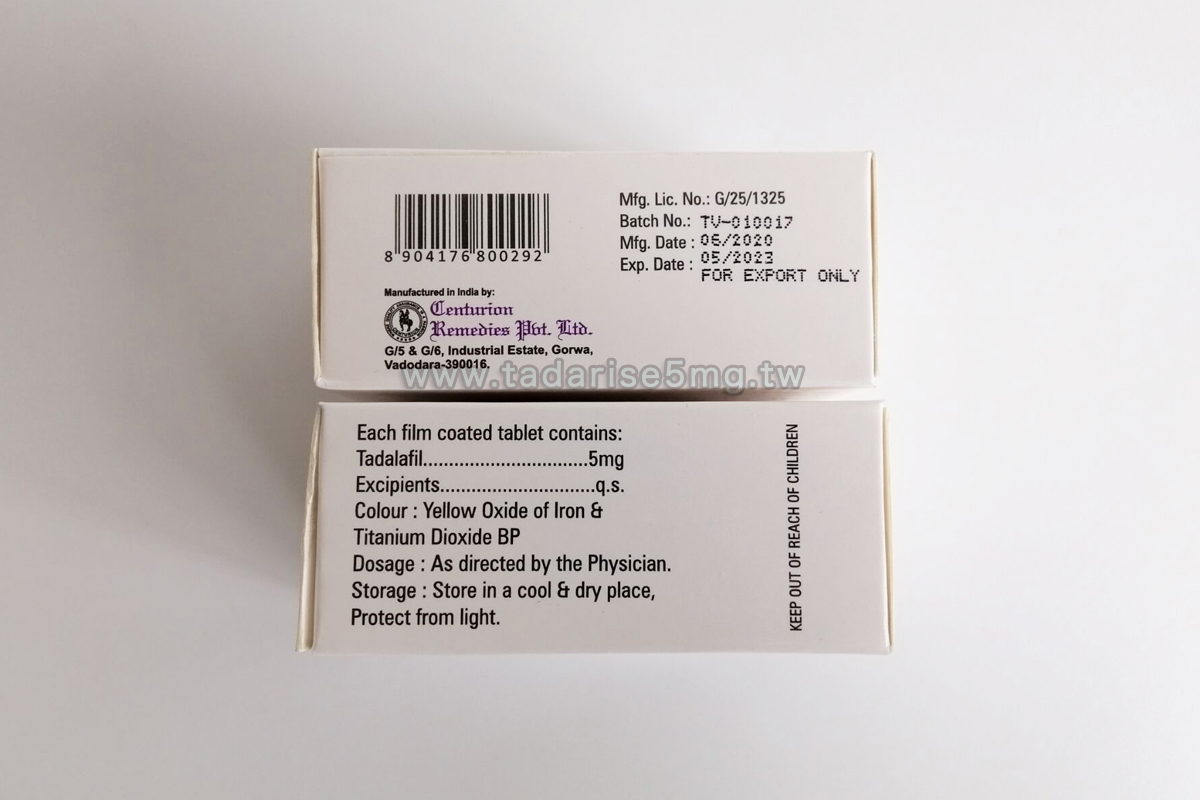 8 904176 800292
Mfg. Lic. No.: G/25/1325
Batch No.: TV-010017
Mfg. Date : 06/2020
Exp. Date : 05/2023
FOR EXPORT ONLY
Manufactured in India by:
Centurion
Remedies Pvt. Ltd.
G/5 & G/6, Industrial Estate, Gorwa,
Vadodara-390016.
www.tadarise5mg.tw
Each film coated tablet contains:
Tadalafil................................5mg
Excipients..............................q.s.
Colour : Yellow Oxide of Iron &
Titanium Dioxide BP
Dosage : As directed by the Physician.
Storage : Store in a cool & dry place,
Protect from light.
KEEP OUT OF REACH OF CHILDREN